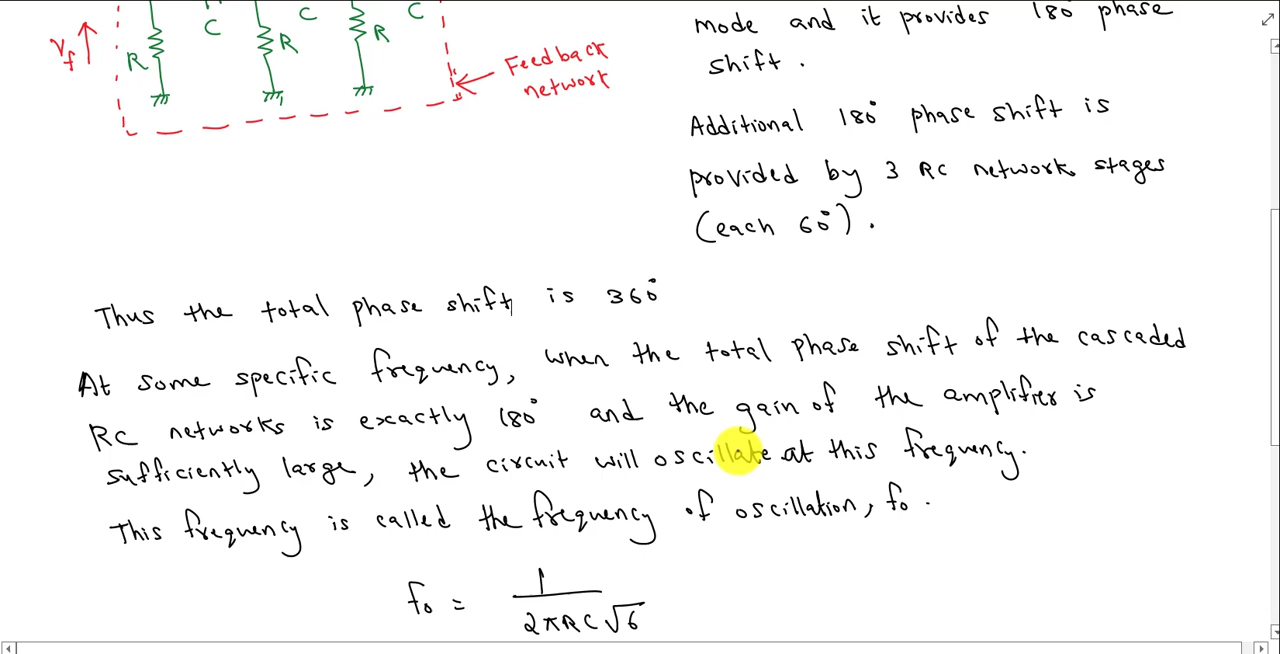 C
C
C
Vf
R
R
R
Feedback
network
mode and it provides 180° phase
shift.
Additional 180° phase shift is
provided by 3 RC network stages
(each 60°).
Thus the total phase shift is 360°
At some specific frequency, when the total phase shift of the cascaded
RC networks is exactly 180° and the gain of the amplifier is
sufficiently large, the circuit will oscillate at this frequency.
This frequency is called the frequency of oscillation, fo.
fo = 1 / 2πRC√6